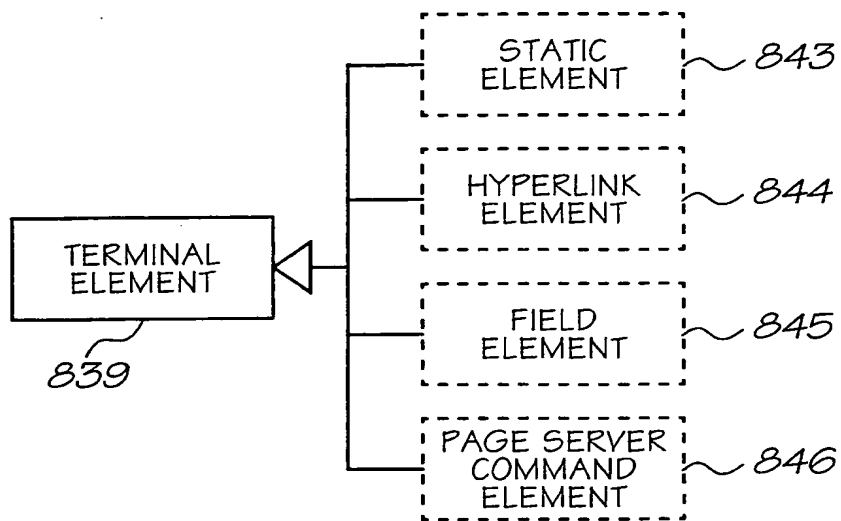 STATIC
ELEMENT
843
HYPERLINK
ELEMENT
844
TERMINAL
ELEMENT
839
FIELD
ELEMENT
845
PAGE SERVER
COMMAND
ELEMENT
846